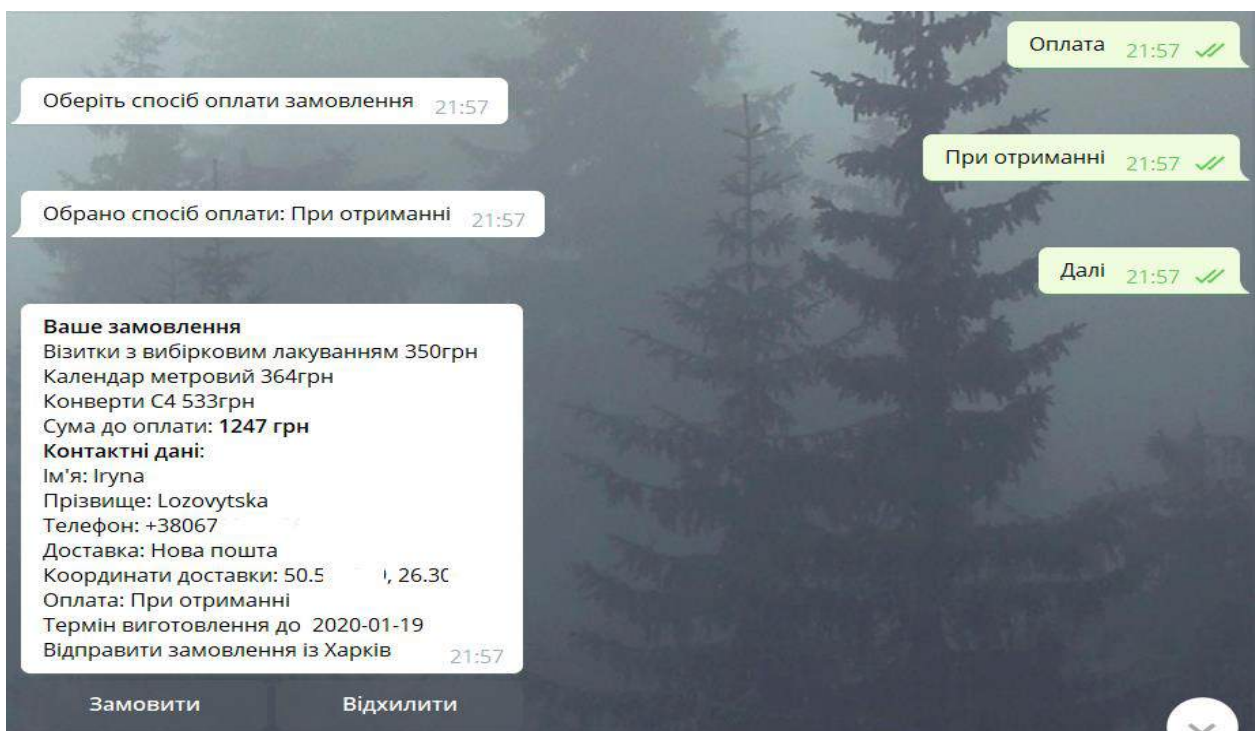 Оплата 21:57
Оберіть спосіб оплати замовлення 21:57
При отриманні 21:57
Обрано спосіб оплати: При отриманні 21:57
Далі 21:57
Ваше замовлення
Візитки з вибірковим лакуванням 350грн
Календар метровий 364грн
Конверти С4 533грн
Сума до оплати: 1247 грн
Контактні дані:
Ім'я: Iryna
Прізвище: Lozovytska
Телефон: +38067
Доставка: Нова пошта
Координати доставки: 50.5 , 26.30
Оплата: При отриманні
Термін виготовлення до 2020-01-19
Відправити замовлення із Харків 21:57
Замовити Відхилити